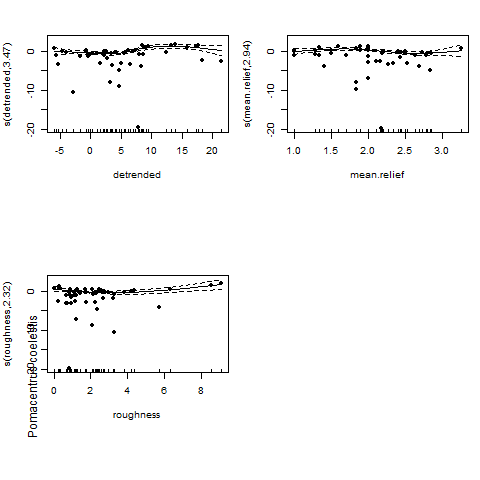 s(detrended,3.47)
0
-10
-20
-5 0 5 10 15 20
detrended
s(mean.relief,2.94)
0
-10
-20
1.0 1.5 2.0 2.5 3.0
mean.relief
s(roughness,2.32)
0
0 2 4 6 8
roughness
Pomacentrus coelestis